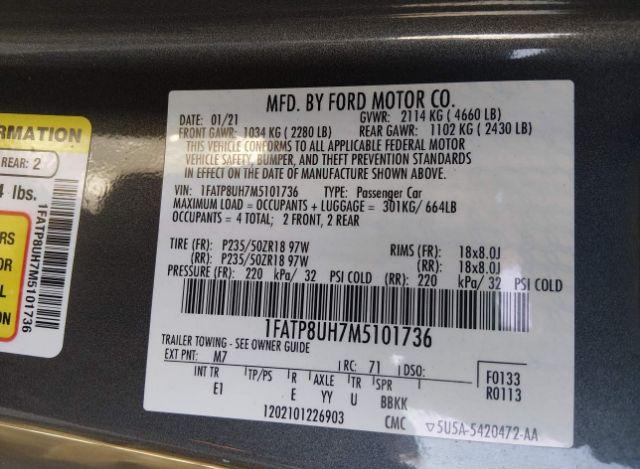 RMATION
REAR: 2
4 lbs.
RS
OR
L
S
1FATP8UH7M5101736
MFD. BY FORD MOTOR CO.
DATE: 01/21 GVWR: 2114 KG ( 4660 LB)
FRONT GAWR: 1034 KG ( 2280 LB) REAR GAWR: 1102 KG ( 2430 LB)
THIS VEHICLE CONFORMS TO ALL APPLICABLE FEDERAL MOTOR
VEHICLE SAFETY, BUMPER, AND THEFT PREVENTION STANDARDS
IN EFFECT ON THE DATE OF MANUFACTURE SHOWN ABOVE.
VIN: 1FATP8UH7M5101736 TYPE: Passenger Car
MAXIMUM LOAD = OCCUPANTS + LUGGAGE = 301KG/ 664LB
OCCUPANTS = 4 TOTAL; 2 FRONT, 2 REAR
TIRE (FR): P235/50ZR18 97W RIMS (FR): 18x8.0J
(RR): P235/50ZR18 97W (RR): 18x8.0J
PRESSURE (FR): 220 kPa/ 32 PSI COLD (RR): 220 kPa/ 32 PSI COLD
1FATP8UH7M5101736
TRAILER TOWING - SEE OWNER GUIDE
EXT PNT: M7 RC: 71 DSO:
INT TR TP/PS R AXLE TR SPR
E1 E YY U BBKK
F0133
R0113
1202101226903 CMC ▽5U5A-5420472-AA